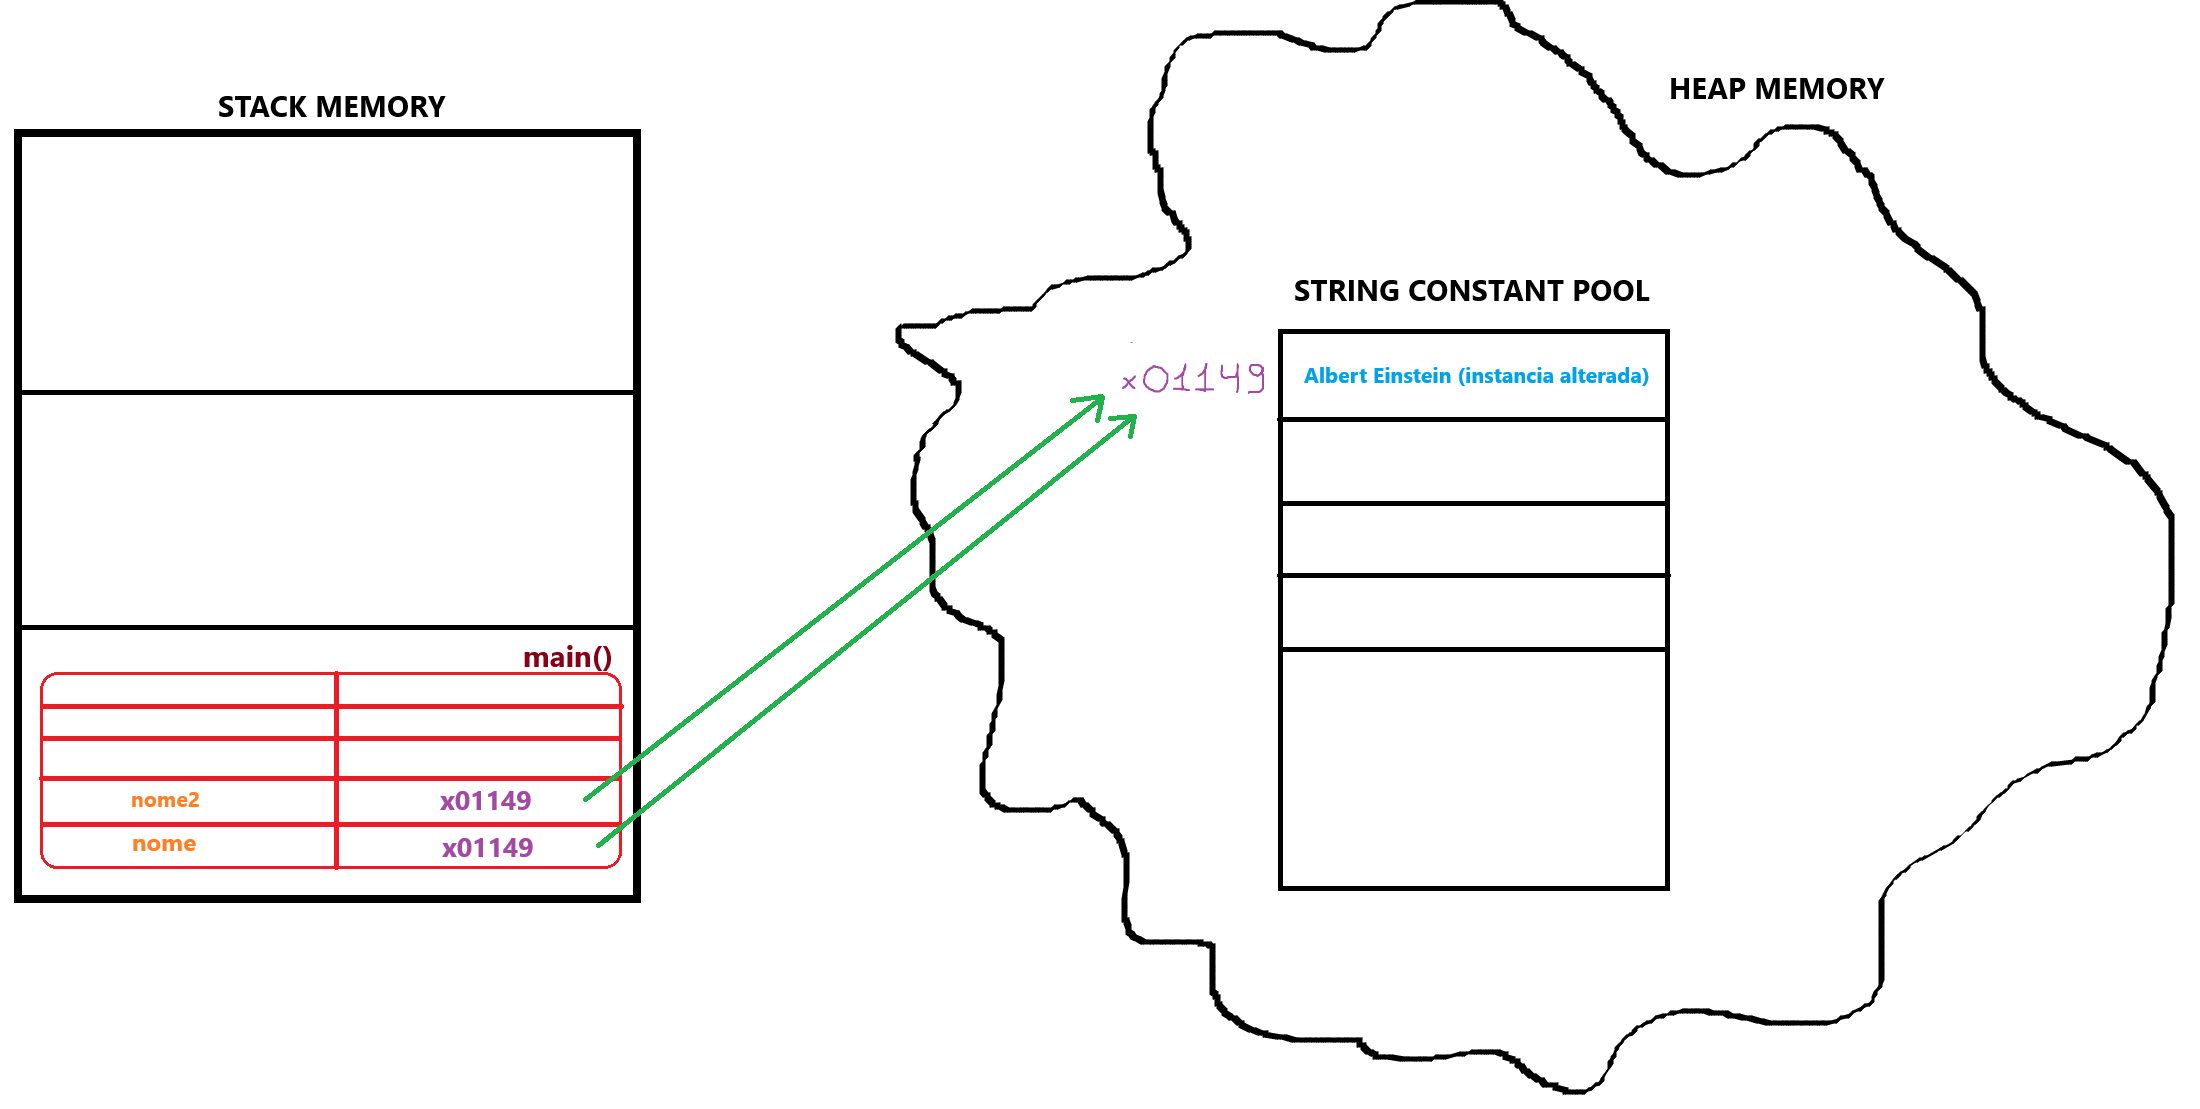 STACK MEMORY
main()
nome2 x01149
nome x01149
HEAP MEMORY
STRING CONSTANT POOL
x01149 Albert Einstein (instancia alterada)